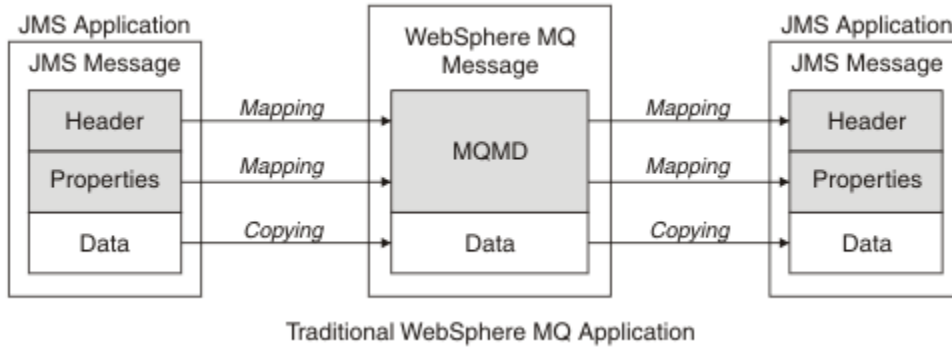 JMS Application
JMS Message
Header
Properties
Data
Mapping
Mapping
Copying
WebSphere MQ
Message
MQMD
Data
Mapping
Mapping
Copying
JMS Application
JMS Message
Header
Properties
Data
Traditional WebSphere MQ Application